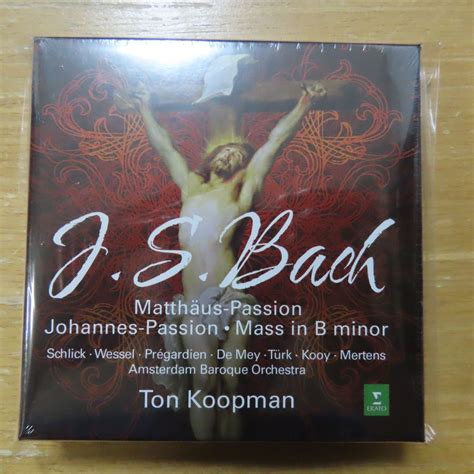 J. S. Bach
Matthäus-Passion
Johannes-Passion • Mass in B minor
Schlick · Wessel · Prégardien · De Mey · Türk · Kooy · Mertens
Amsterdam Baroque Orchestra
Ton Koopman
ERATO